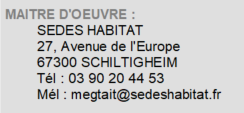 MAITRE D'OEUVRE :
SEDES HABITAT
27, Avenue de l'Europe
67300 SCHILTIGHEIM
Tél : 03 90 20 44 53
Mél : megtait@sedeshabitat.fr